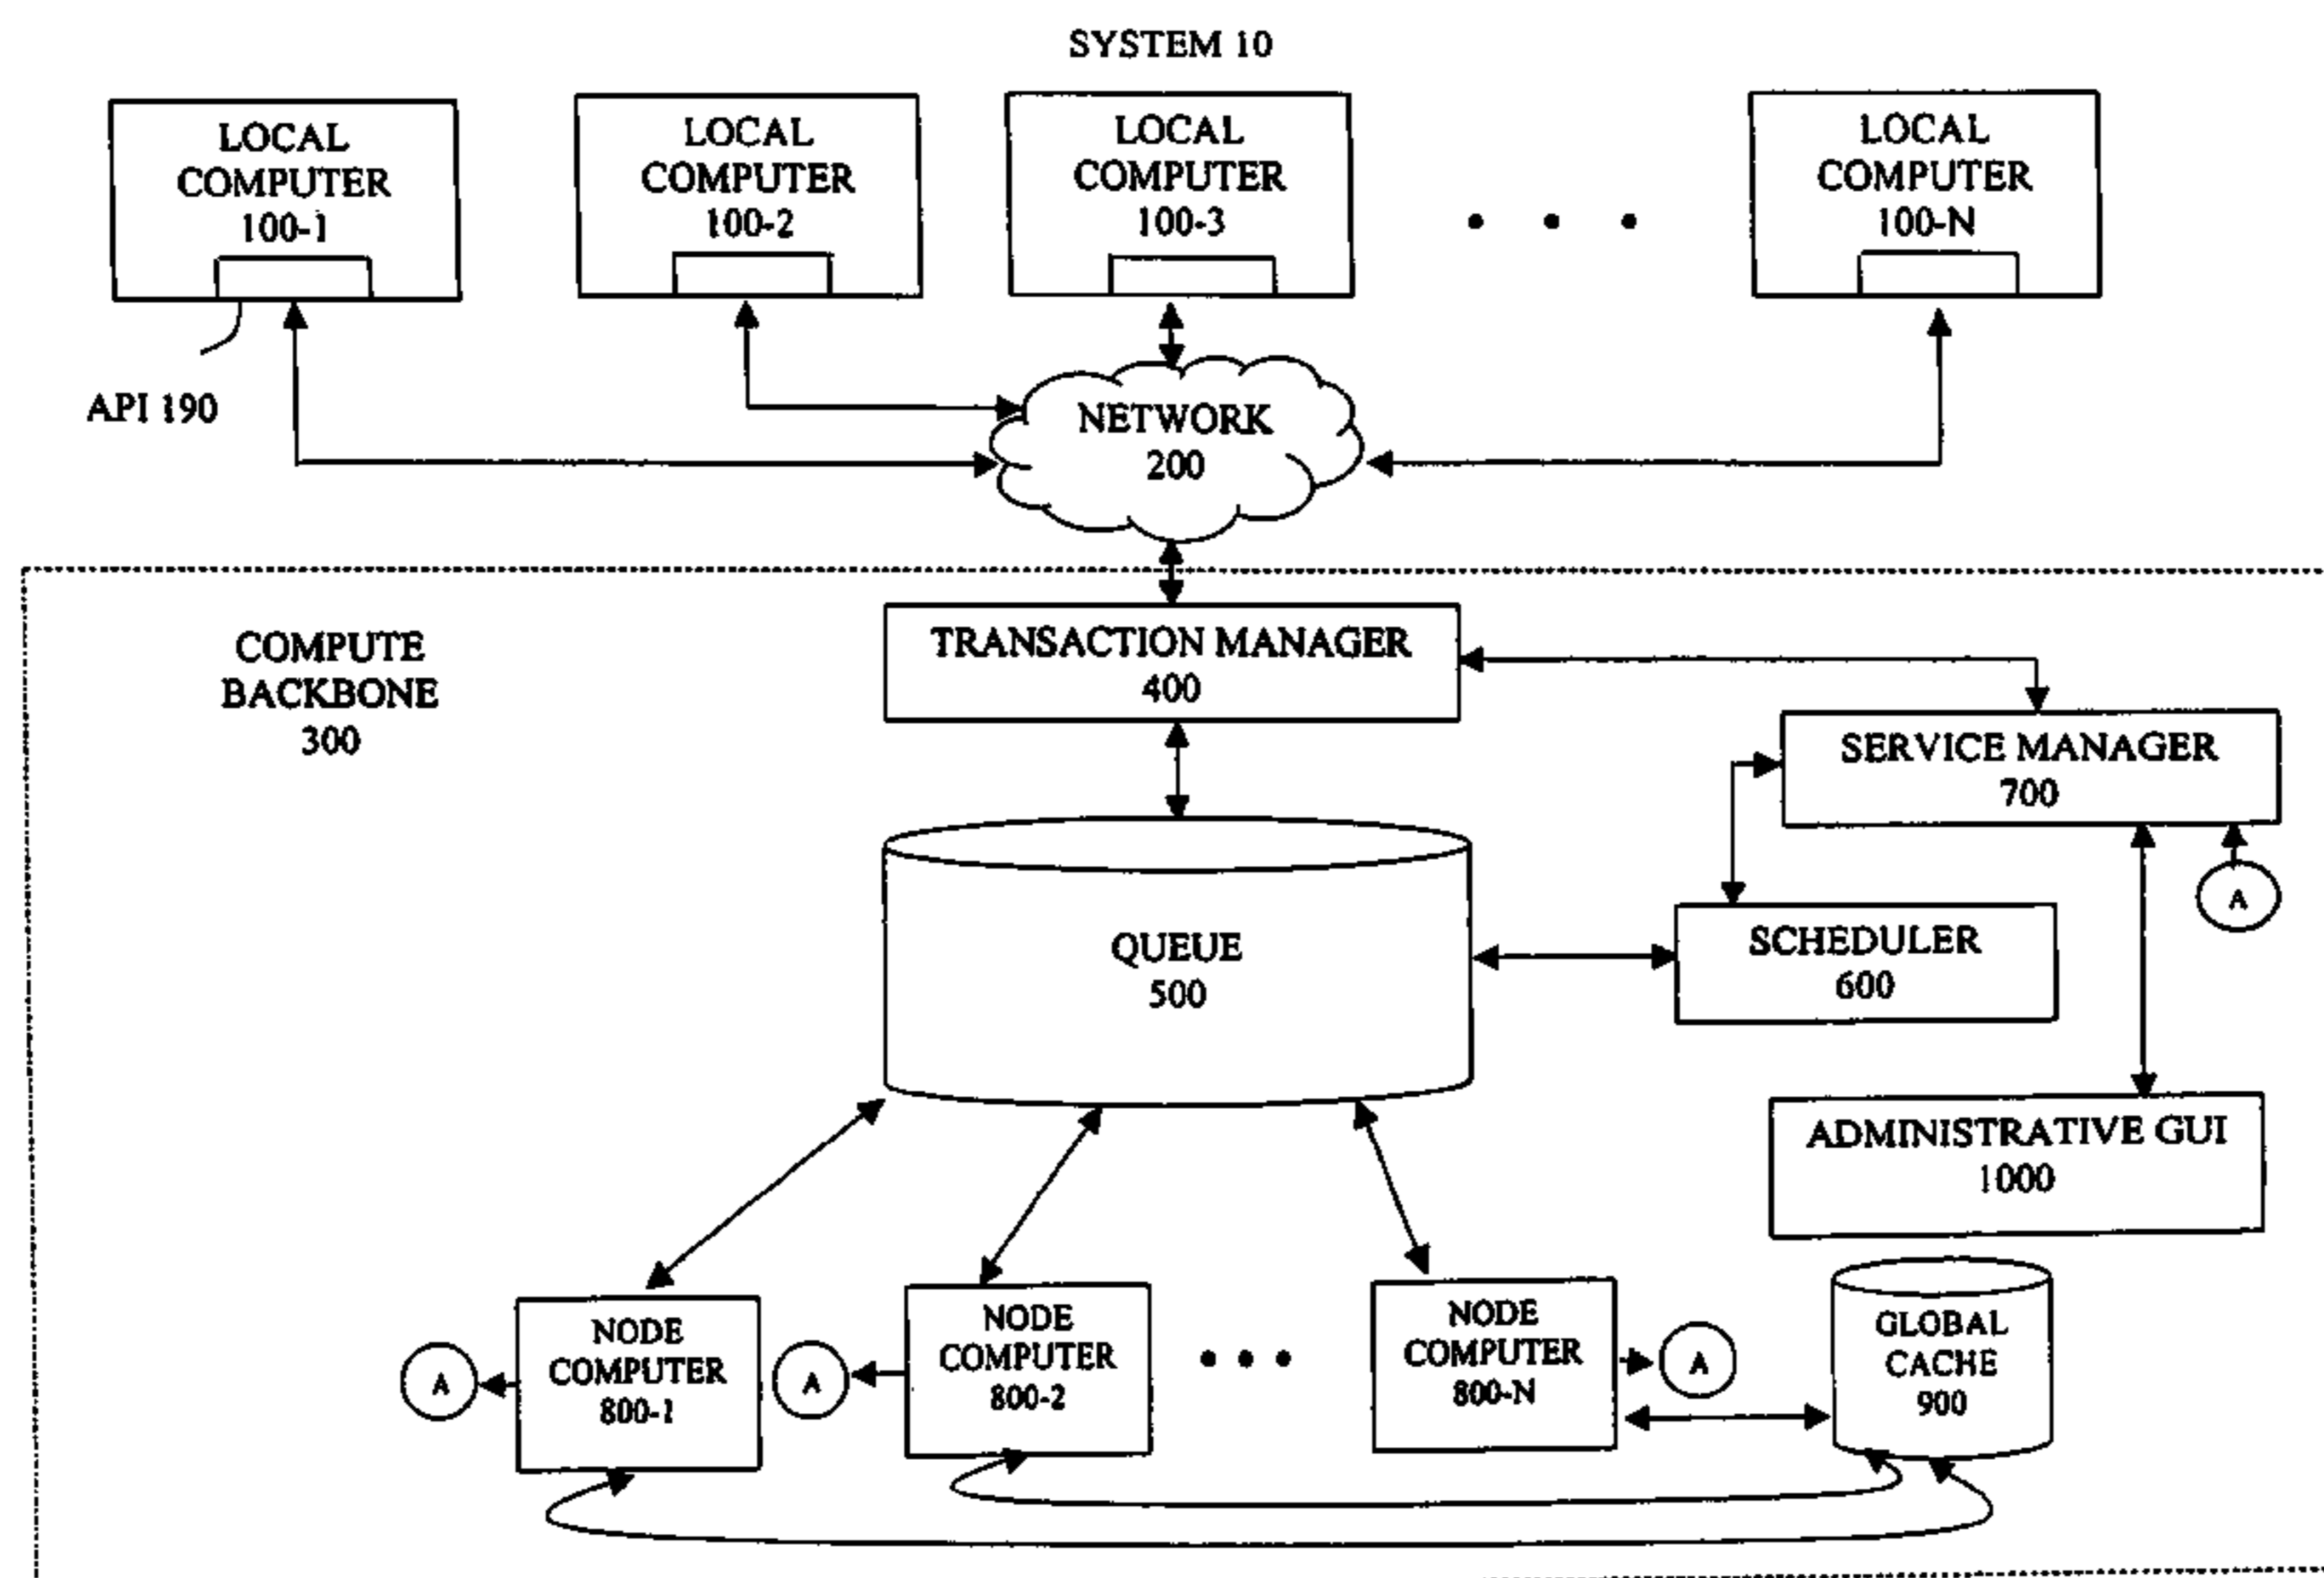 SYSTEM 10
LOCAL
COMPUTER
100-1
LOCAL
COMPUTER
100-2
LOCAL
COMPUTER
100-3
LOCAL
COMPUTER
100-N
API 190
NETWORK
200
COMPUTE
BACKBONE
300
TRANSACTION MANAGER
400
SERVICE MANAGER
700
A
QUEUE
500
SCHEDULER
600
ADMINISTRATIVE GUI
1000
A
NODE
COMPUTER
800-1
A
NODE
COMPUTER
800-2
NODE
COMPUTER
800-N
A
GLOBAL
CACHE
900